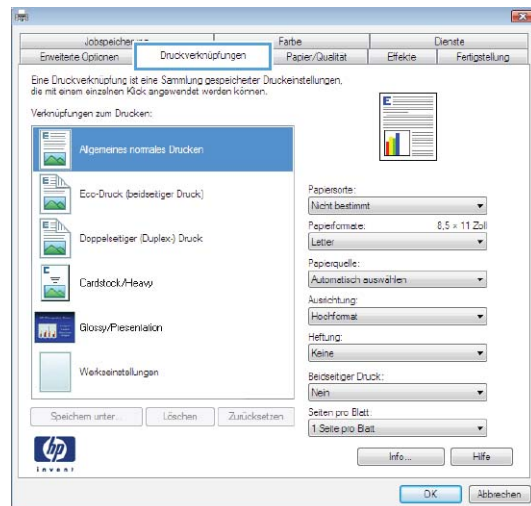 Jobspeicherung
Farbe
Dienste
Erweiterte Optionen
Druckverknüpfungen
Papier/Qualität
Effekte
Fertigstellung
Eine Druckverknüpfung ist eine Sammlung gespeicherter Druckeinstellungen,
die mit einem einzelnen Klick angewendet werden können.
Verknüpfungen zum Drucken:
Allgemeines normales Drucken
Eco-Druck (beidseitiger Druck)
Doppelseitiger (Duplex-) Druck
Cardstock/Heavy
Glossy/Presentation
Werkseinstellungen
Speichern unter...
Löschen
Zurücksetzen
Papiersorte:
Nicht bestimmt
Papierformate: 8,5 × 11 Zoll
Letter
Papierquelle:
Automatisch auswählen
Ausrichtung:
Hochformat
Heftung:
Keine
Beidseitiger Druck:
Nein
Seiten pro Blatt:
1 Seite pro Blatt
hp
invent
Info...
Hilfe
OK
Abbrechen